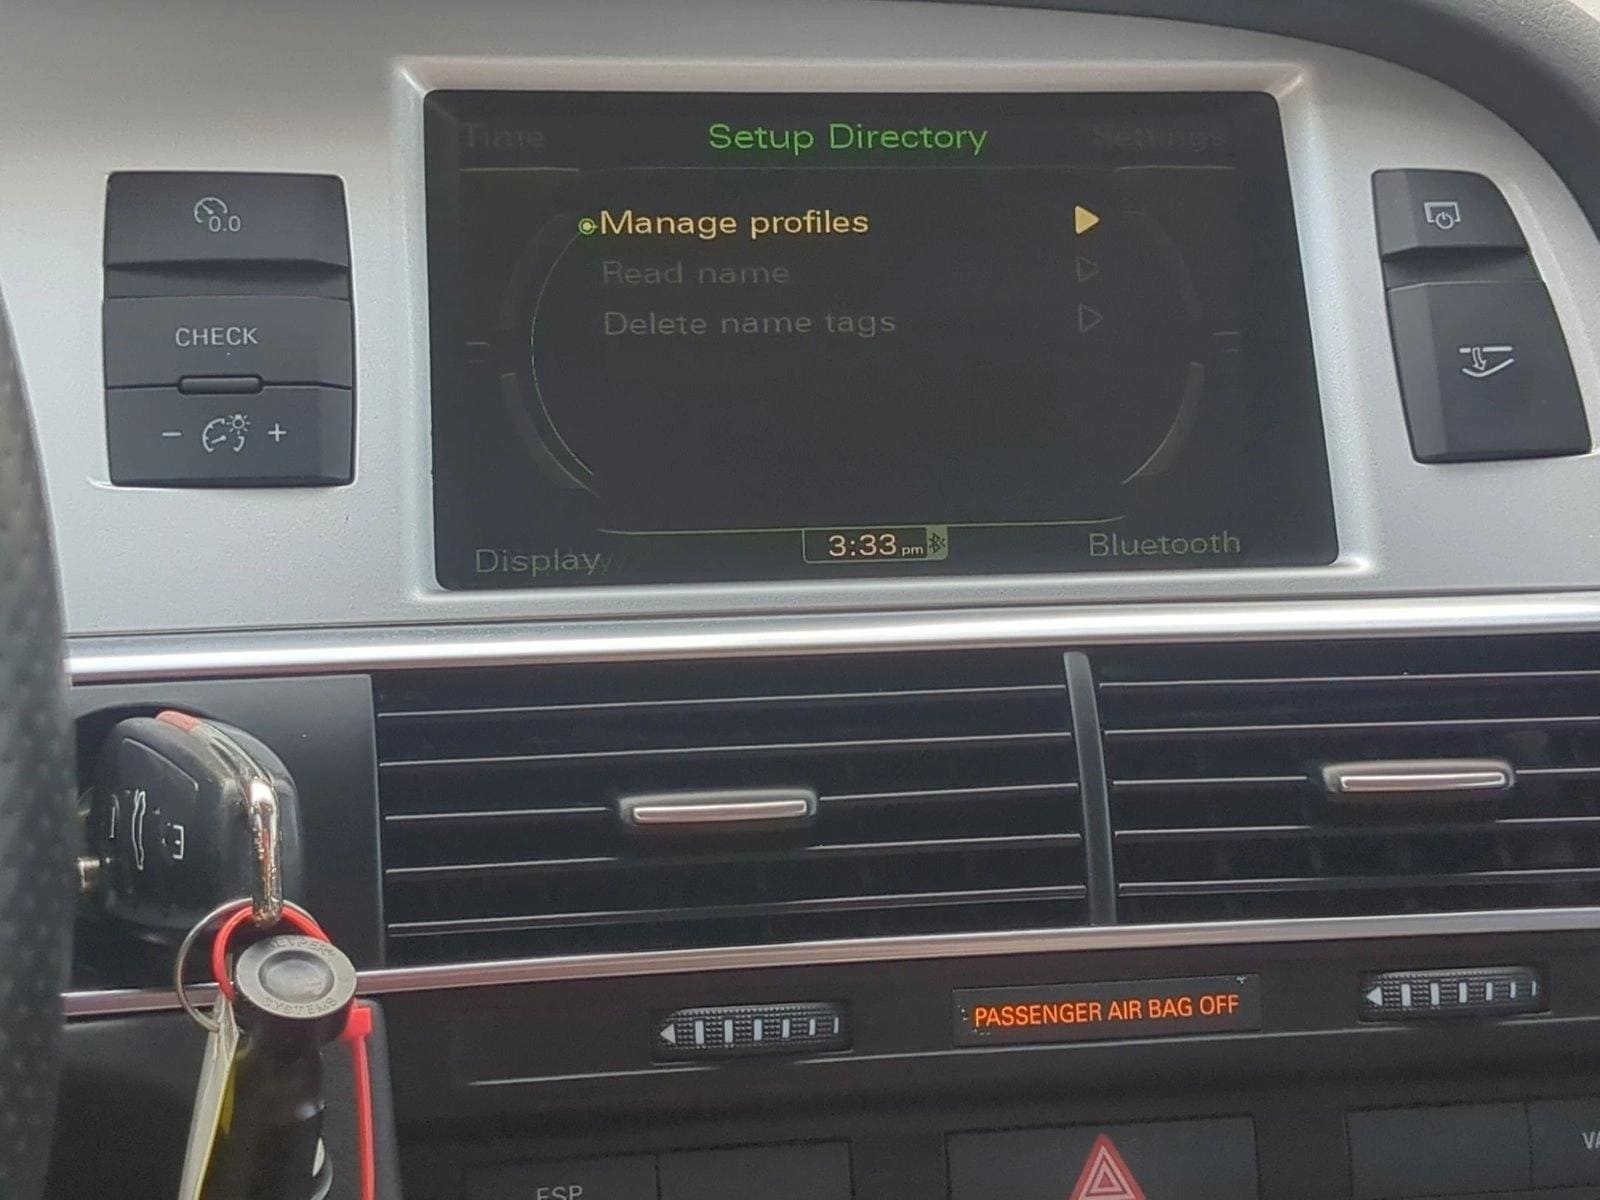 Time
Setup Directory
Settings
0.0
Manage profiles
Read name
CHECK
Delete name tags
- +
Display
3:33 pm
Bluetooth
SYSTEMS
PASSENGER AIR BAG OFF
ESP